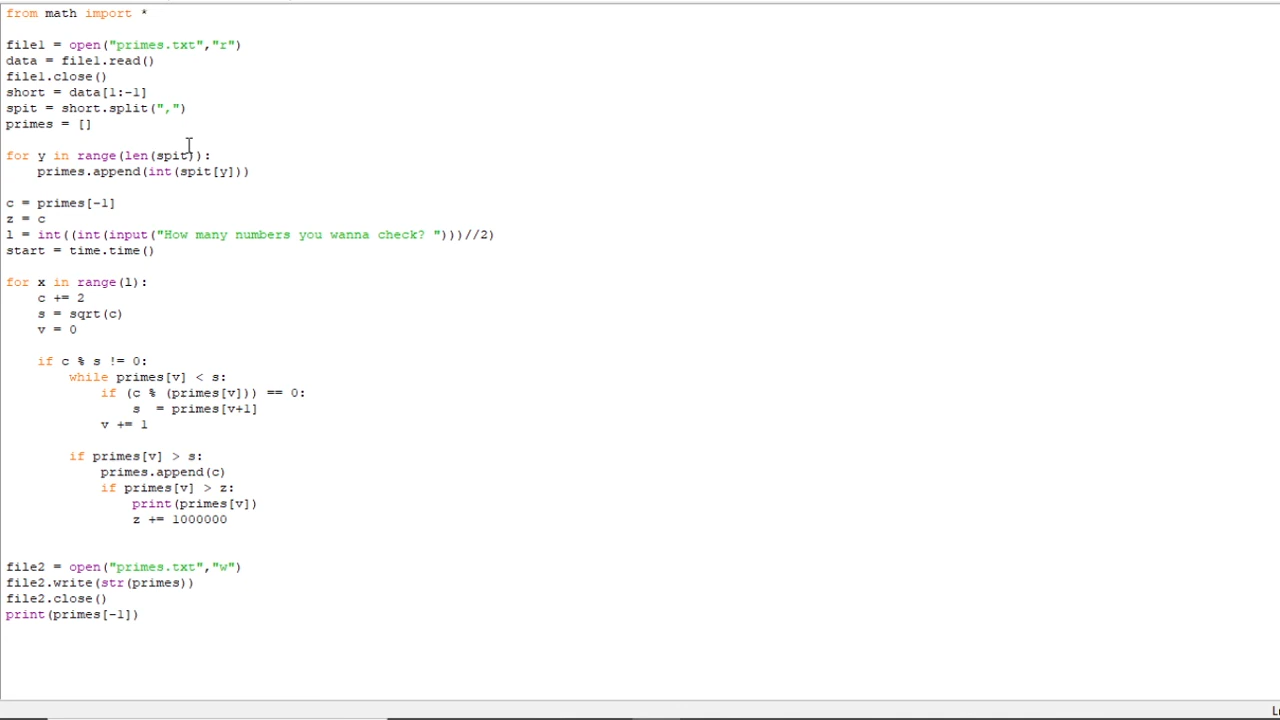 from math import *

file1 = open("primes.txt","r")
data = file1.read()
file1.close()
short = data[1:-1]
spit = short.split(",")
primes = []

for y in range(len(spit)):
    primes.append(int(spit[y]))

c = primes[-1]
z = c
l = int((int(input("How many numbers you wanna check? ")))//2)
start = time.time()

for x in range(l):
    c += 2
    s = sqrt(c)
    v = 0

    if c % s != 0:
        while primes[v] < s:
            if (c % (primes[v])) == 0:
                s  = primes[v+1]
            v += 1

        if primes[v] > s:
            primes.append(c)
            if primes[v] > z:
                print(primes[v])
                z += 1000000


file2 = open("primes.txt","w")
file2.write(str(primes))
file2.close()
print(primes[-1])